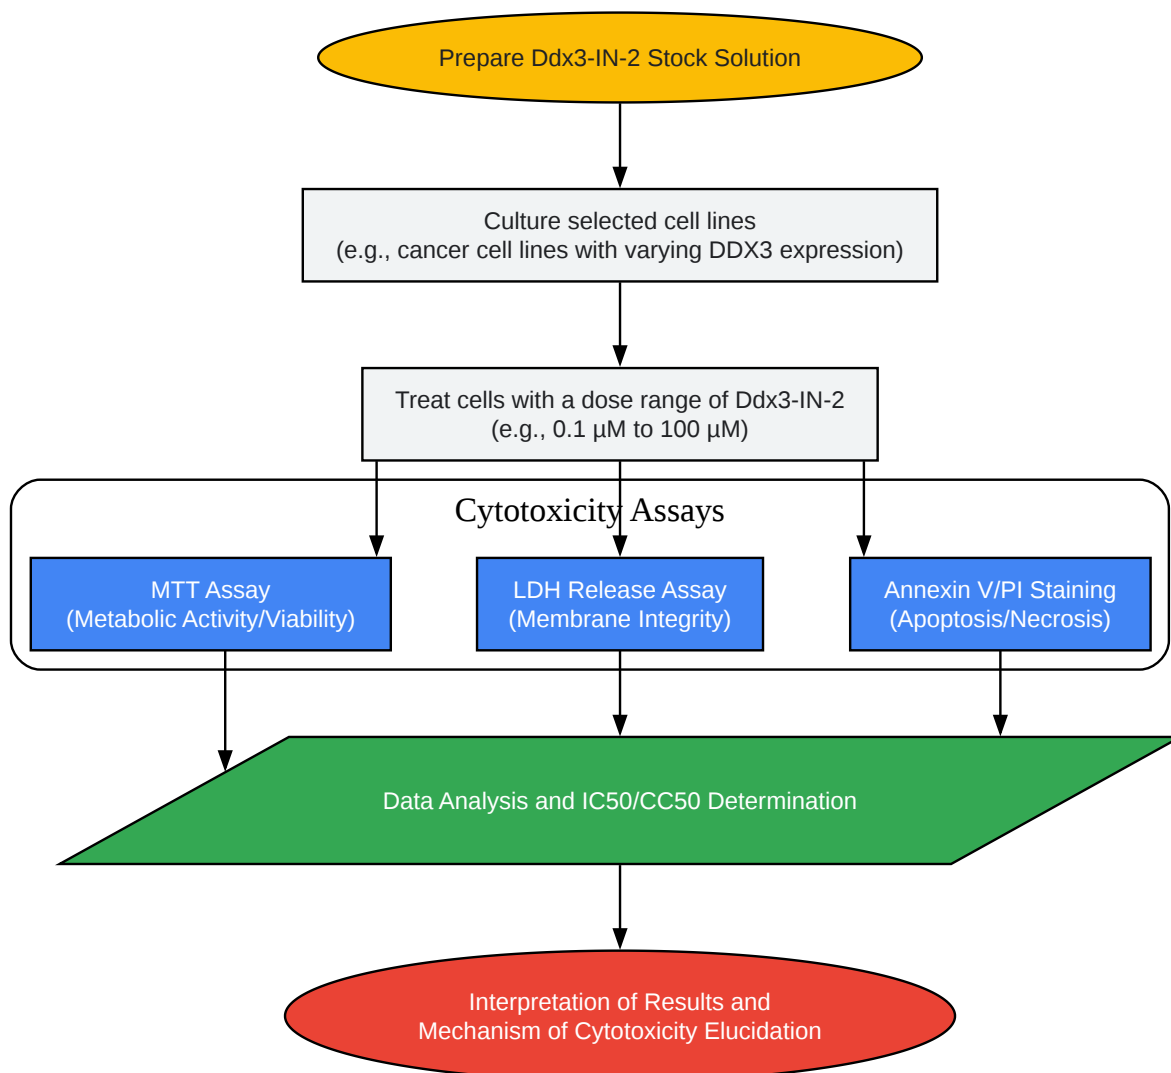 Prepare Ddx3-IN-2 Stock Solution
Culture selected cell lines
(e.g., cancer cell lines with varying DDX3 expression)
Treat cells with a dose range of Ddx3-IN-2
(e.g., 0.1 µM to 100 µM)
Cytotoxicity Assays
MTT Assay
(Metabolic Activity/Viability)
LDH Release Assay
(Membrane Integrity)
Annexin V/PI Staining
(Apoptosis/Necrosis)
Data Analysis and IC50/CC50 Determination
Interpretation of Results and
Mechanism of Cytotoxicity Elucidation